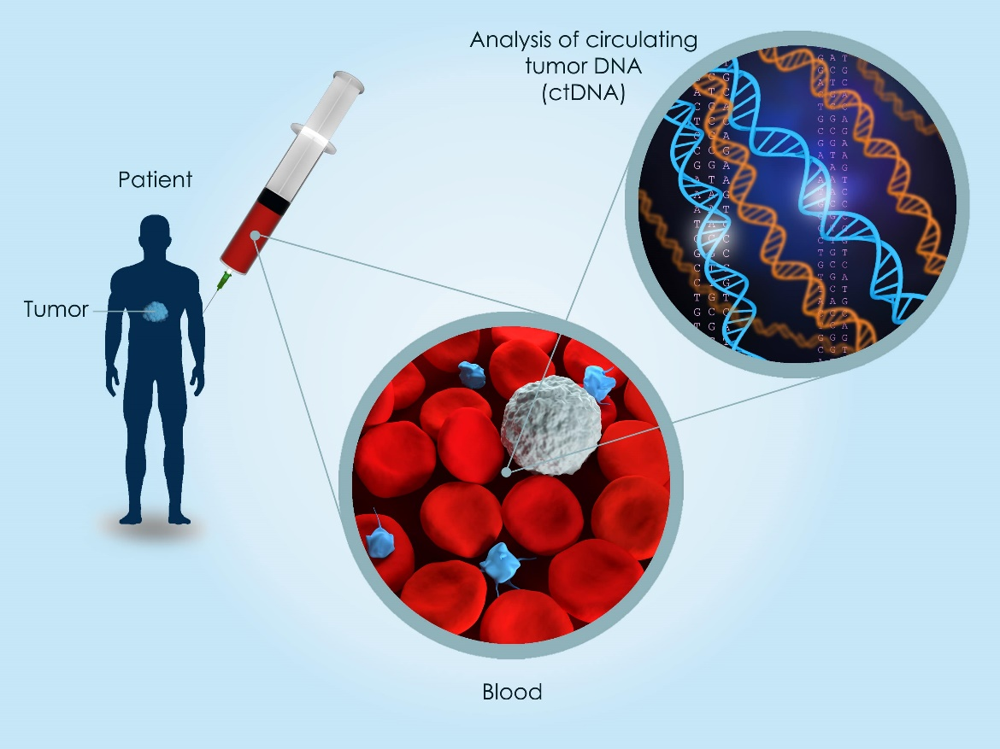 Analysis of circulating
tumor DNA
(ctDNA)
Patient
Tumor
Blood